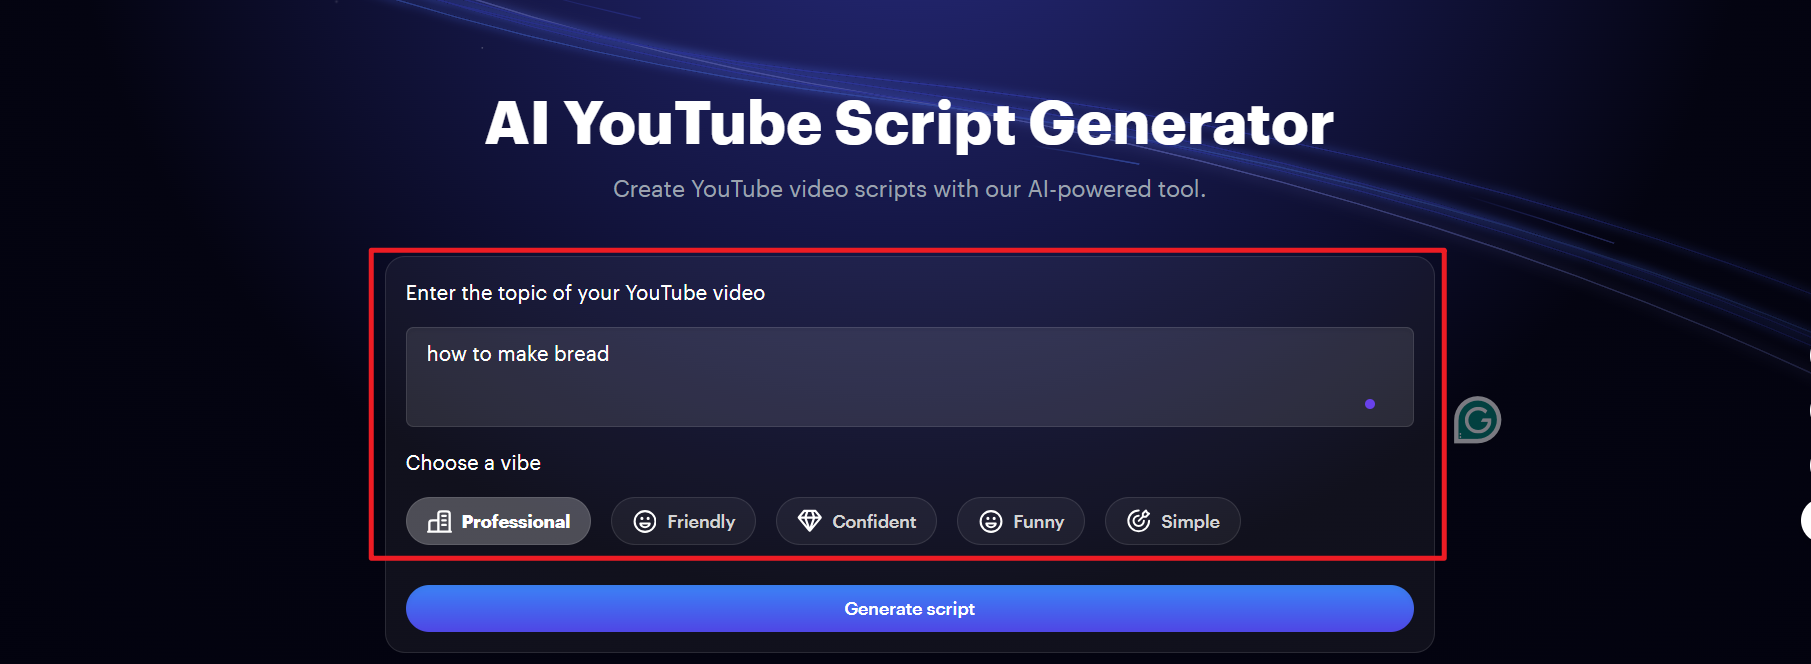 AI YouTube Script Generator
Create YouTube video scripts with our AI-powered tool.
Enter the topic of your YouTube video
how to make bread
Choose a vibe
Professional Friendly Confident Funny Simple
Generate script